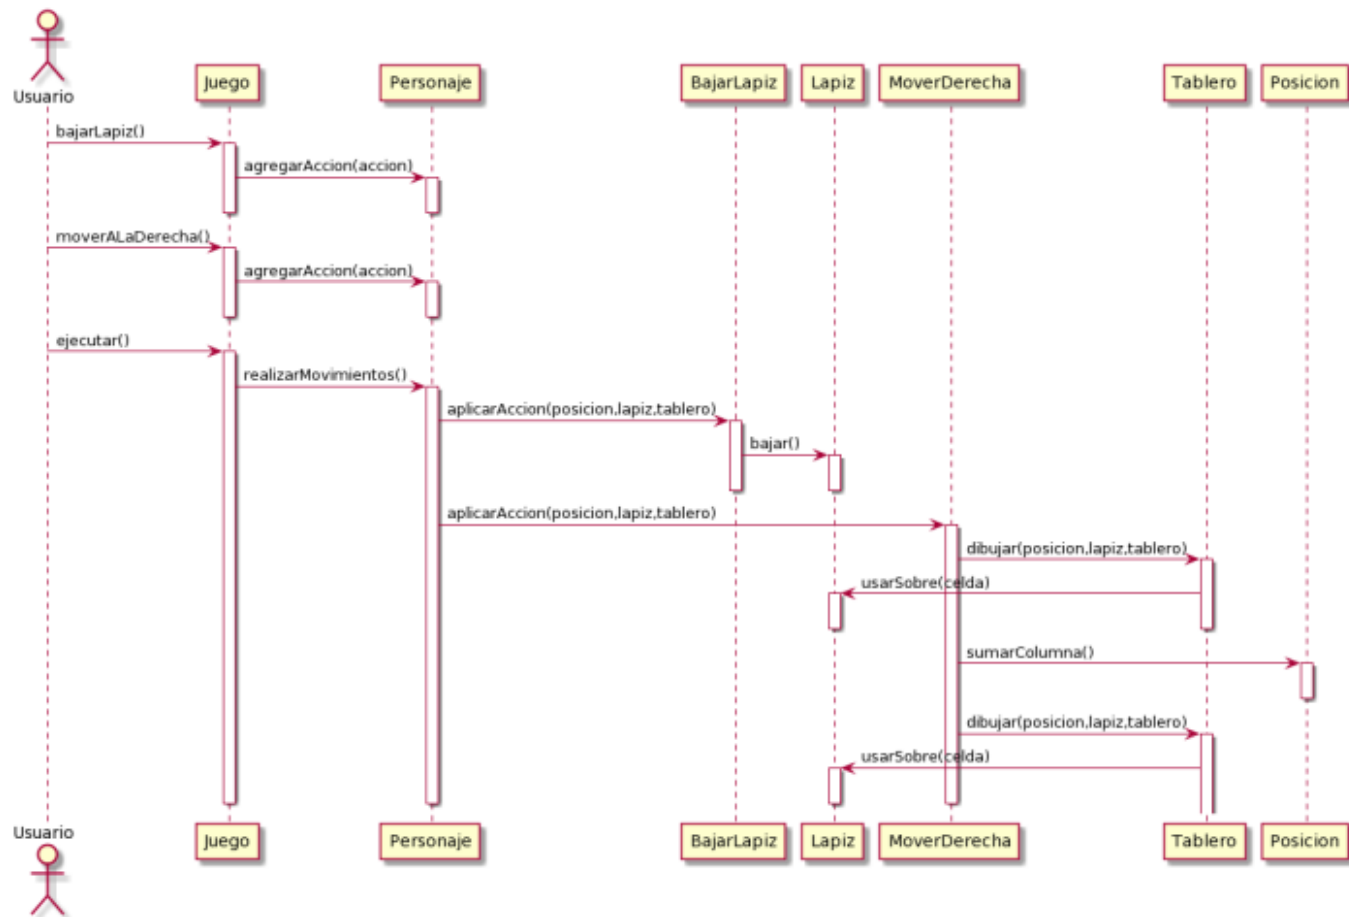 Usuario
Juego
Personaje
BajarLapiz
Lapiz
MoverDerecha
Tablero
Posicion
bajarLapiz()
agregarAccion(accion)
moverALaDerecha()
agregarAccion(accion)
ejecutar()
realizarMovimientos()
aplicarAccion(posicion,lapiz,tablero)
bajar()
aplicarAccion(posicion,lapiz,tablero)
dibujar(posicion,lapiz,tablero)
usarSobre(celda)
sumarColumna()
dibujar(posicion,lapiz,tablero)
usarSobre(celda)
Usuario
Juego
Personaje
BajarLapiz
Lapiz
MoverDerecha
Tablero
Posicion